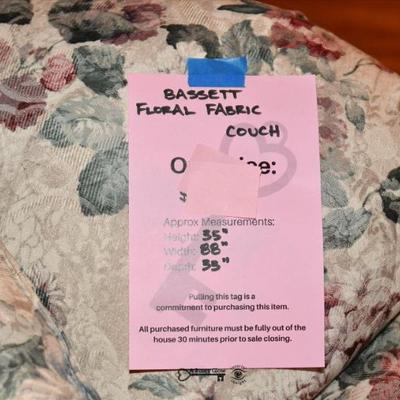 BASSETT
FLORAL FABRIC
COUCH
Approx Measurements:
Height: 35"
Width: 88"
Depth: 33"
Pulling this tag is a
commitment to purchasing this item.
All purchased furniture must be fully out of the
house 30 minutes prior to sale closing.